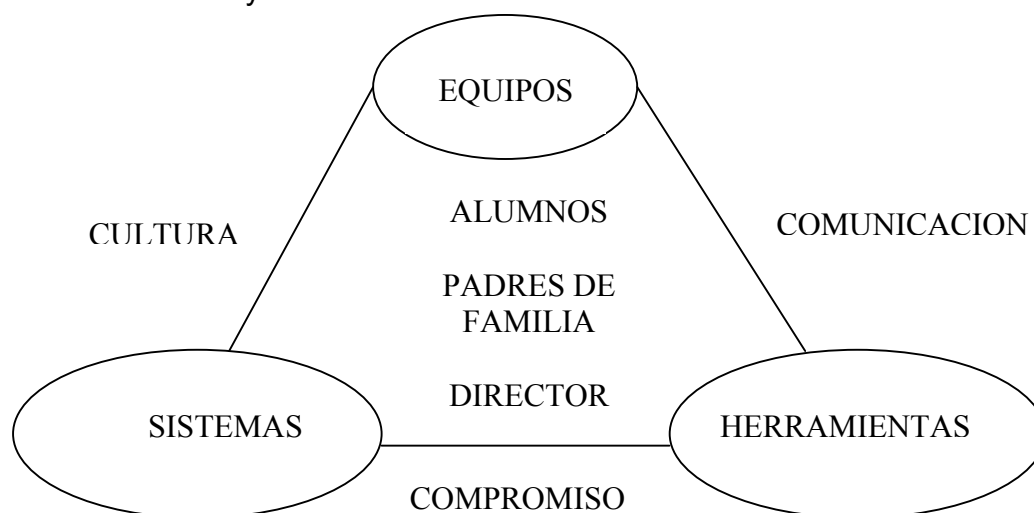 EQUIPOS
ALUMNOS
CULTURA
COMUNICACION
PADRES DE
FAMILIA
DIRECTOR
SISTEMAS
HERRAMIENTAS
COMPROMISO